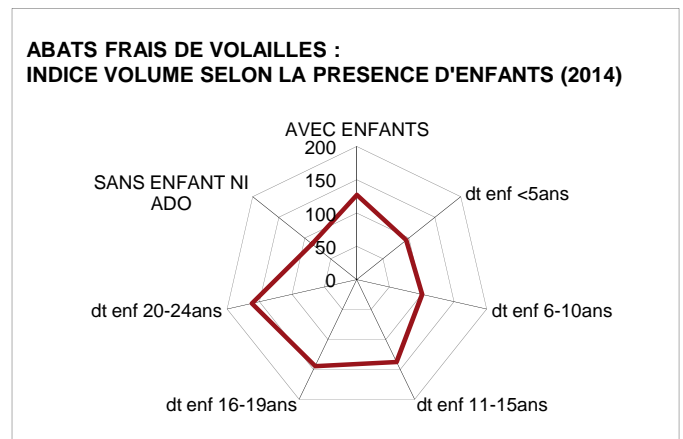 ABATS FRAIS DE VOLAILLES :
INDICE VOLUME SELON LA PRESENCE D'ENFANTS (2014)
AVEC ENFANTS
200
150
100
50
0
SANS ENFANT NI
ADO
dt enf <5ans
dt enf 20-24ans
dt enf 6-10ans
dt enf 16-19ans
dt enf 11-15ans